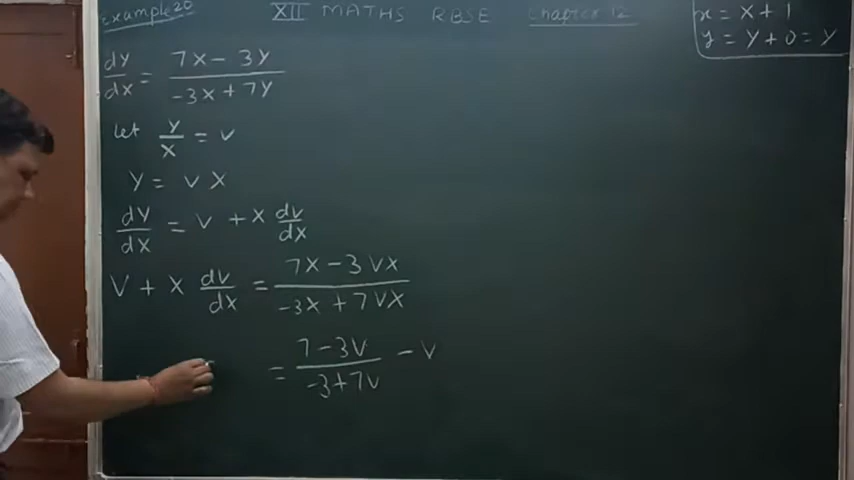 Example 20 XII MATHS RBSE Chapter 12
x = X + 1
y = Y + 0 = Y
dY/dX = (7X - 3Y)/(-3X + 7Y)
let Y/X = v
Y = v X
dY/dX = v + X dv/dX
V + X dv/dX = (7X - 3VX)/(-3X + 7VX)
= (7 - 3V)/(-3 + 7V) - V